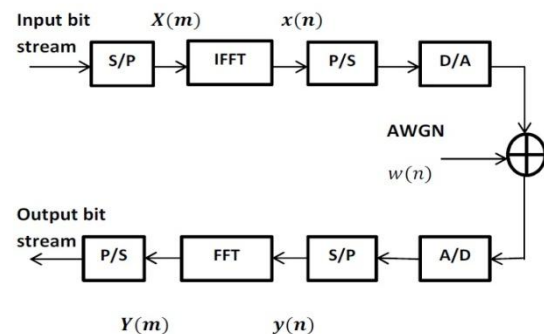 Input bit
stream
X(m)
x(n)
S/P
IFFT
P/S
D/A
AWGN
w(n)
Output bit
stream
P/S
FFT
S/P
A/D
Y(m)
y(n)